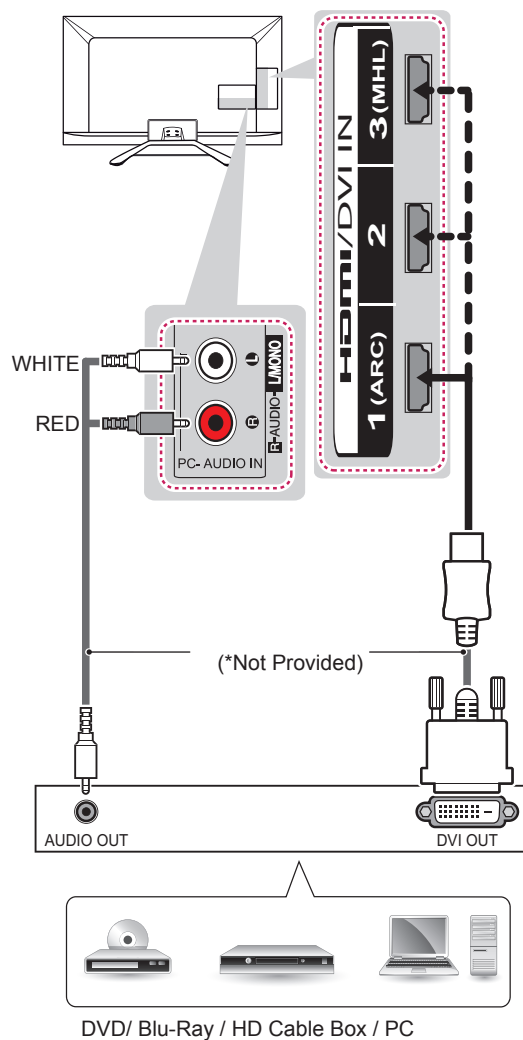 HDMI/DVI IN
3 (MHL)
2
1 (ARC)
WHITE
RED
L
R
R-AUDIO-L/MONO
PC- AUDIO IN
(*Not Provided)
AUDIO OUT
DVI OUT
DVD/ Blu-Ray / HD Cable Box / PC